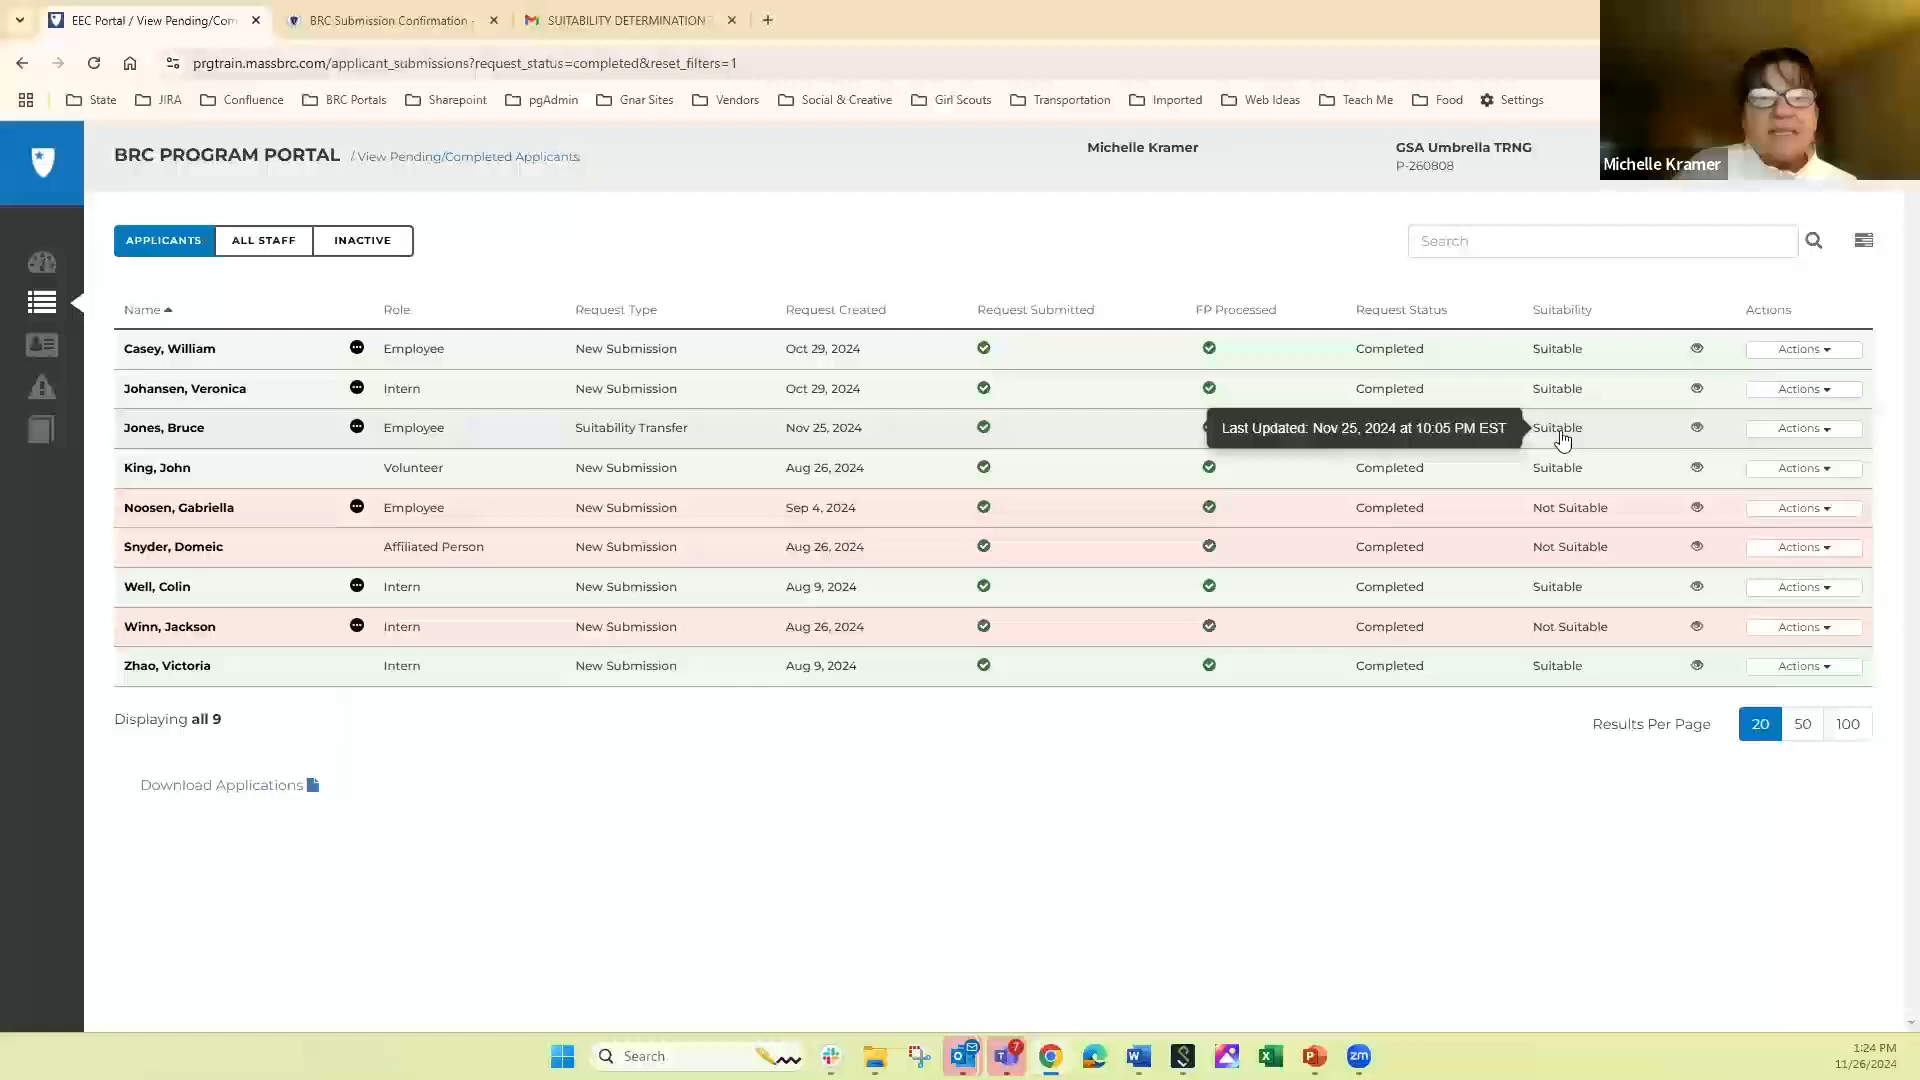 EEC Portal / View Pending/Com
BRC Submission Confirmation -
SUITABILITY DETERMINATION
prgtrain.massbrc.com/applicant_submissions?request_status=completed&reset_filters=1
State JIRA Confluence BRC Portals Sharepoint pgAdmin Gnar Sites Vendors Social & Creative Girl Scouts Transportation Imported Web Ideas Teach Me Food Settings
BRC PROGRAM PORTAL / View Pending/Completed Applicants
Michelle Kramer
GSA Umbrella TRNG
P-260808
Michelle Kramer
APPLICANTS ALL STAFF INACTIVE
Search
Name Role Request Type Request Created Request Submitted FP Processed Request Status Suitability Actions
Casey, William Employee New Submission Oct 29, 2024 Completed Suitable Actions
Johansen, Veronica Intern New Submission Oct 29, 2024 Completed Suitable Actions
Jones, Bruce Employee Suitability Transfer Nov 25, 2024 Last Updated: Nov 25, 2024 at 10:05 PM EST Suitable Actions
King, John Volunteer New Submission Aug 26, 2024 Completed Suitable Actions
Noosen, Gabriella Employee New Submission Sep 4, 2024 Completed Not Suitable Actions
Snyder, Domeic Affiliated Person New Submission Aug 26, 2024 Completed Not Suitable Actions
Well, Colin Intern New Submission Aug 9, 2024 Completed Suitable Actions
Winn, Jackson Intern New Submission Aug 26, 2024 Completed Not Suitable Actions
Zhao, Victoria Intern New Submission Aug 9, 2024 Completed Suitable Actions
Displaying all 9
Results Per Page 20 50 100
Download Applications
Search
7
zm
1:24 PM
11/26/2024